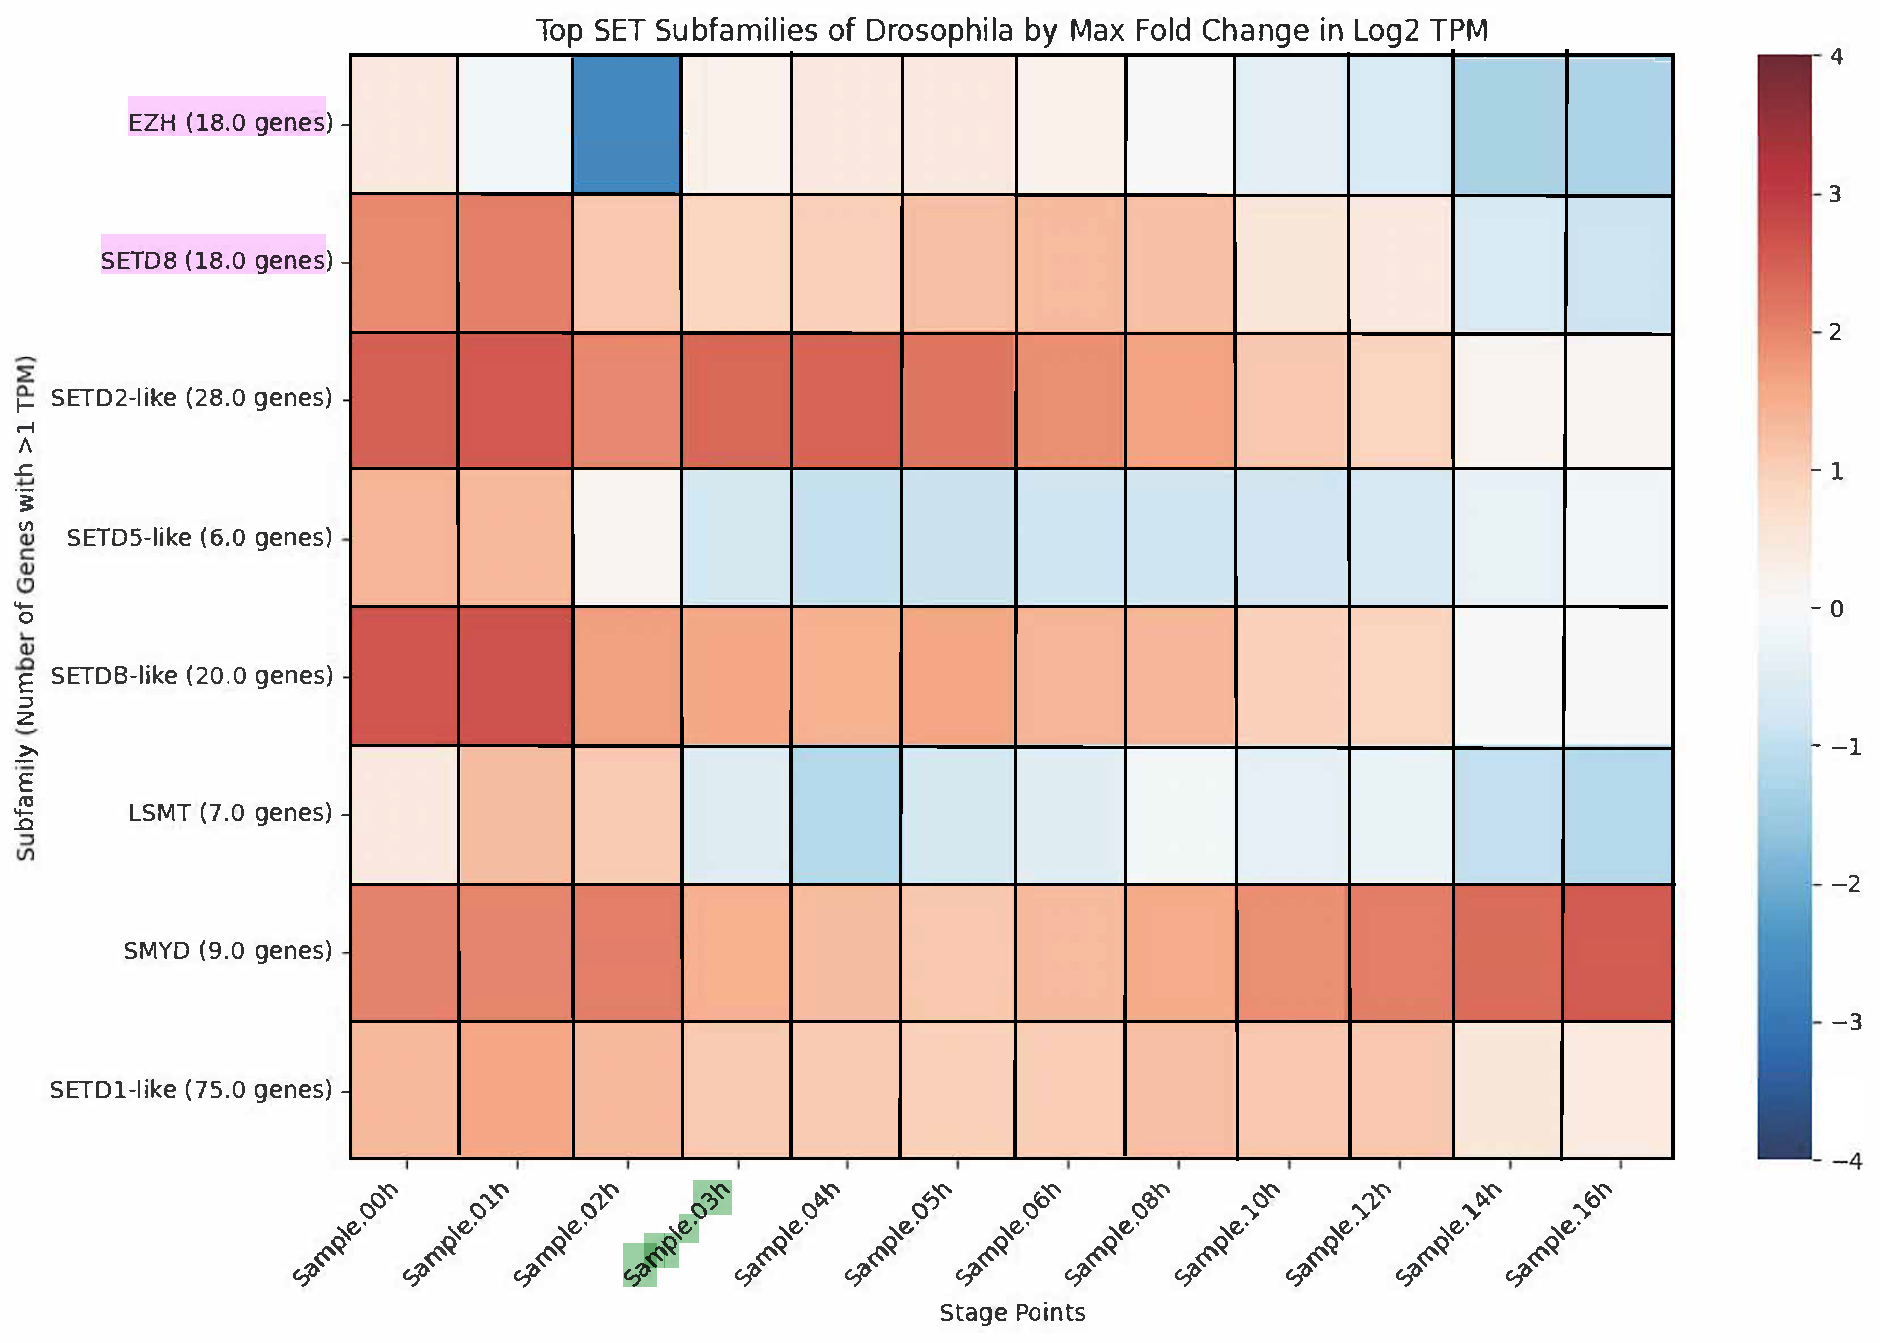 Top SET Subfamilies of Drosophila by Max Fold Change in Log2 TPM
Subfamily (Number of Genes with >1 TPM)
EZH (18.0 genes)
SETD8 (18.0 genes)
SETD2-like (28.0 genes)
SETD5-like (6.0 genes)
SETDB-like (20.0 genes)
LSMT (7.0 genes)
SMYD (9.0 genes)
SETD1-like (75.0 genes)
Sample.00h
Sample.01h
Sample.02h
Sample.03h
Sample.04h
Sample.05h
Sample.06h
Sample.08h
Sample.10h
Sample.12h
Sample.14h
Sample.16h
Stage Points
4
3
2
1
0
−1
−2
−3
−4